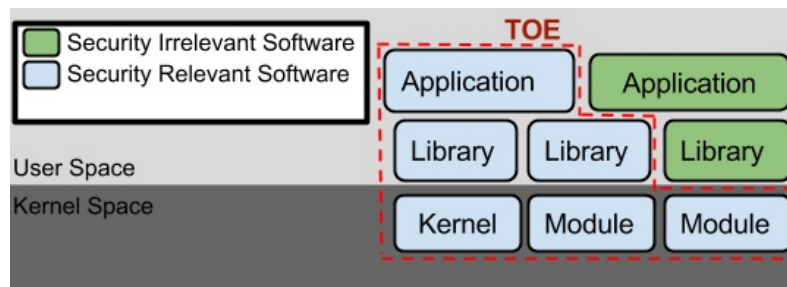 Security Irrelevant Software
Security Relevant Software
TOE
Application
Application
Library
Library
Library
User Space
Kernel Space
Kernel
Module
Module